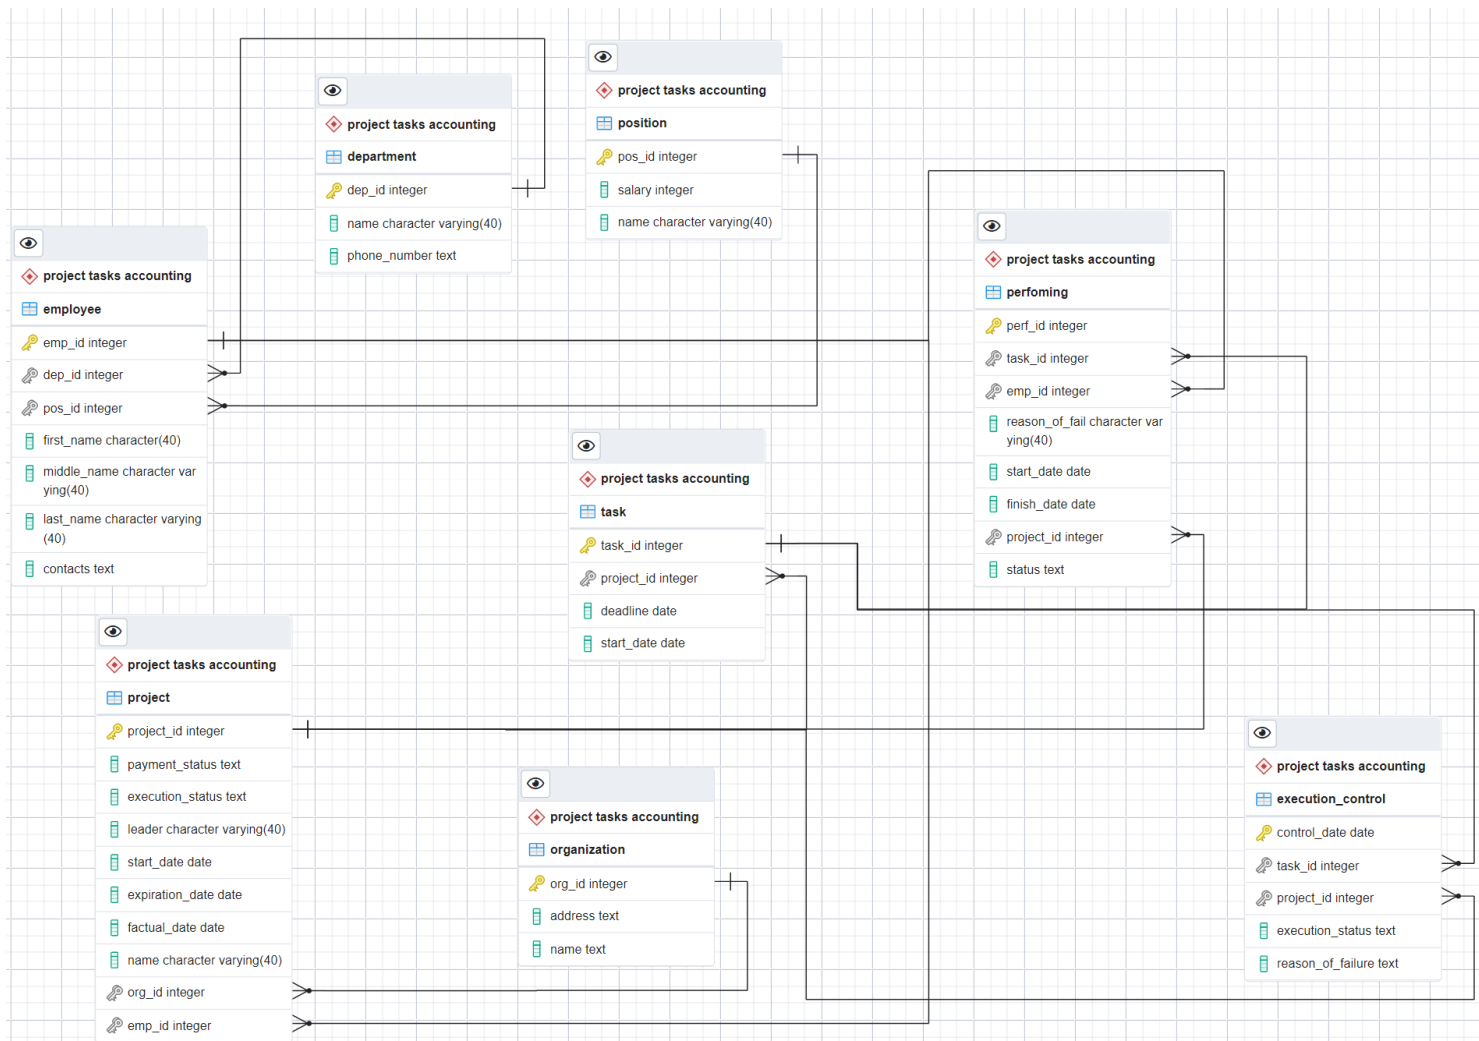 project tasks accounting
department
dep_id integer
name character varying(40)
phone_number text
project tasks accounting
position
pos_id integer
salary integer
name character varying(40)
project tasks accounting
employee
emp_id integer
dep_id integer
pos_id integer
first_name character(40)
middle_name character var
ying(40)
last_name character varying
(40)
contacts text
project tasks accounting
perfoming
perf_id integer
task_id integer
emp_id integer
reason_of_fail character var
ying(40)
start_date date
finish_date date
project_id integer
status text
project tasks accounting
task
task_id integer
project_id integer
deadline date
start_date date
project tasks accounting
project
project_id integer
payment_status text
execution_status text
leader character varying(40)
start_date date
expiration_date date
factual_date date
name character varying(40)
org_id integer
emp_id integer
project tasks accounting
organization
org_id integer
address text
name text
project tasks accounting
execution_control
control_date date
task_id integer
project_id integer
execution_status text
reason_of_failure text